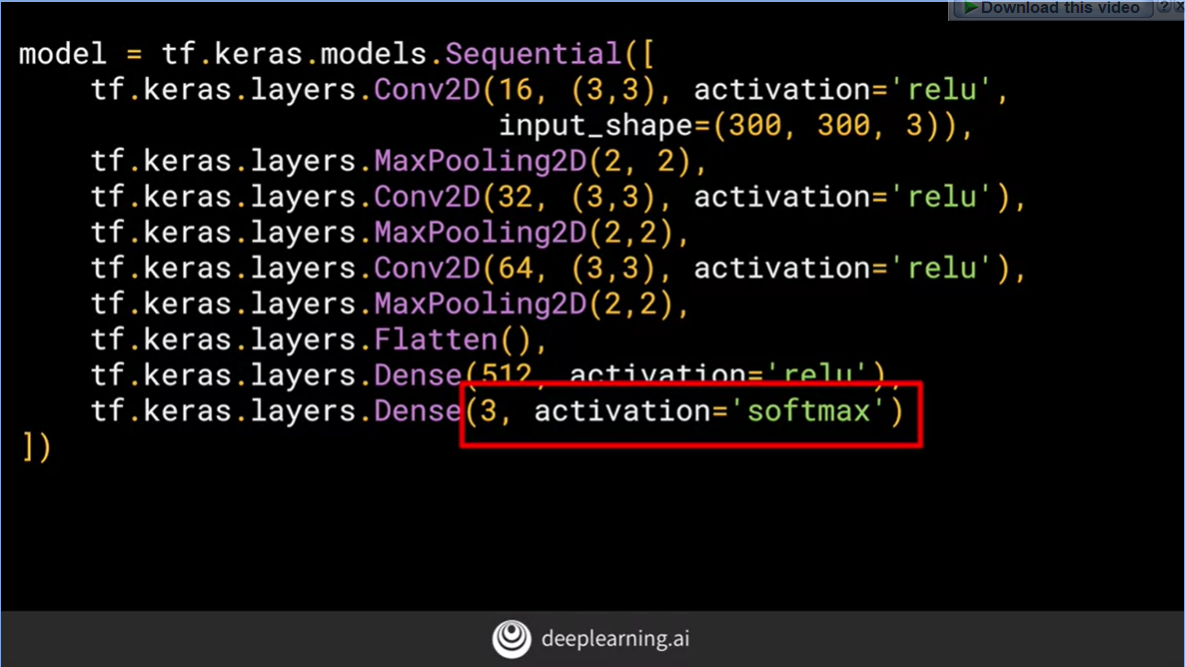 Download this video ? X
model = tf.keras.models.Sequential([
    tf.keras.layers.Conv2D(16, (3,3), activation='relu',
                           input_shape=(300, 300, 3)),
    tf.keras.layers.MaxPooling2D(2, 2),
    tf.keras.layers.Conv2D(32, (3,3), activation='relu'),
    tf.keras.layers.MaxPooling2D(2,2),
    tf.keras.layers.Conv2D(64, (3,3), activation='relu'),
    tf.keras.layers.MaxPooling2D(2,2),
    tf.keras.layers.Flatten(),
    tf.keras.layers.Dense(512, activation='relu'),
    tf.keras.layers.Dense(3, activation='softmax')
])
deeplearning.ai